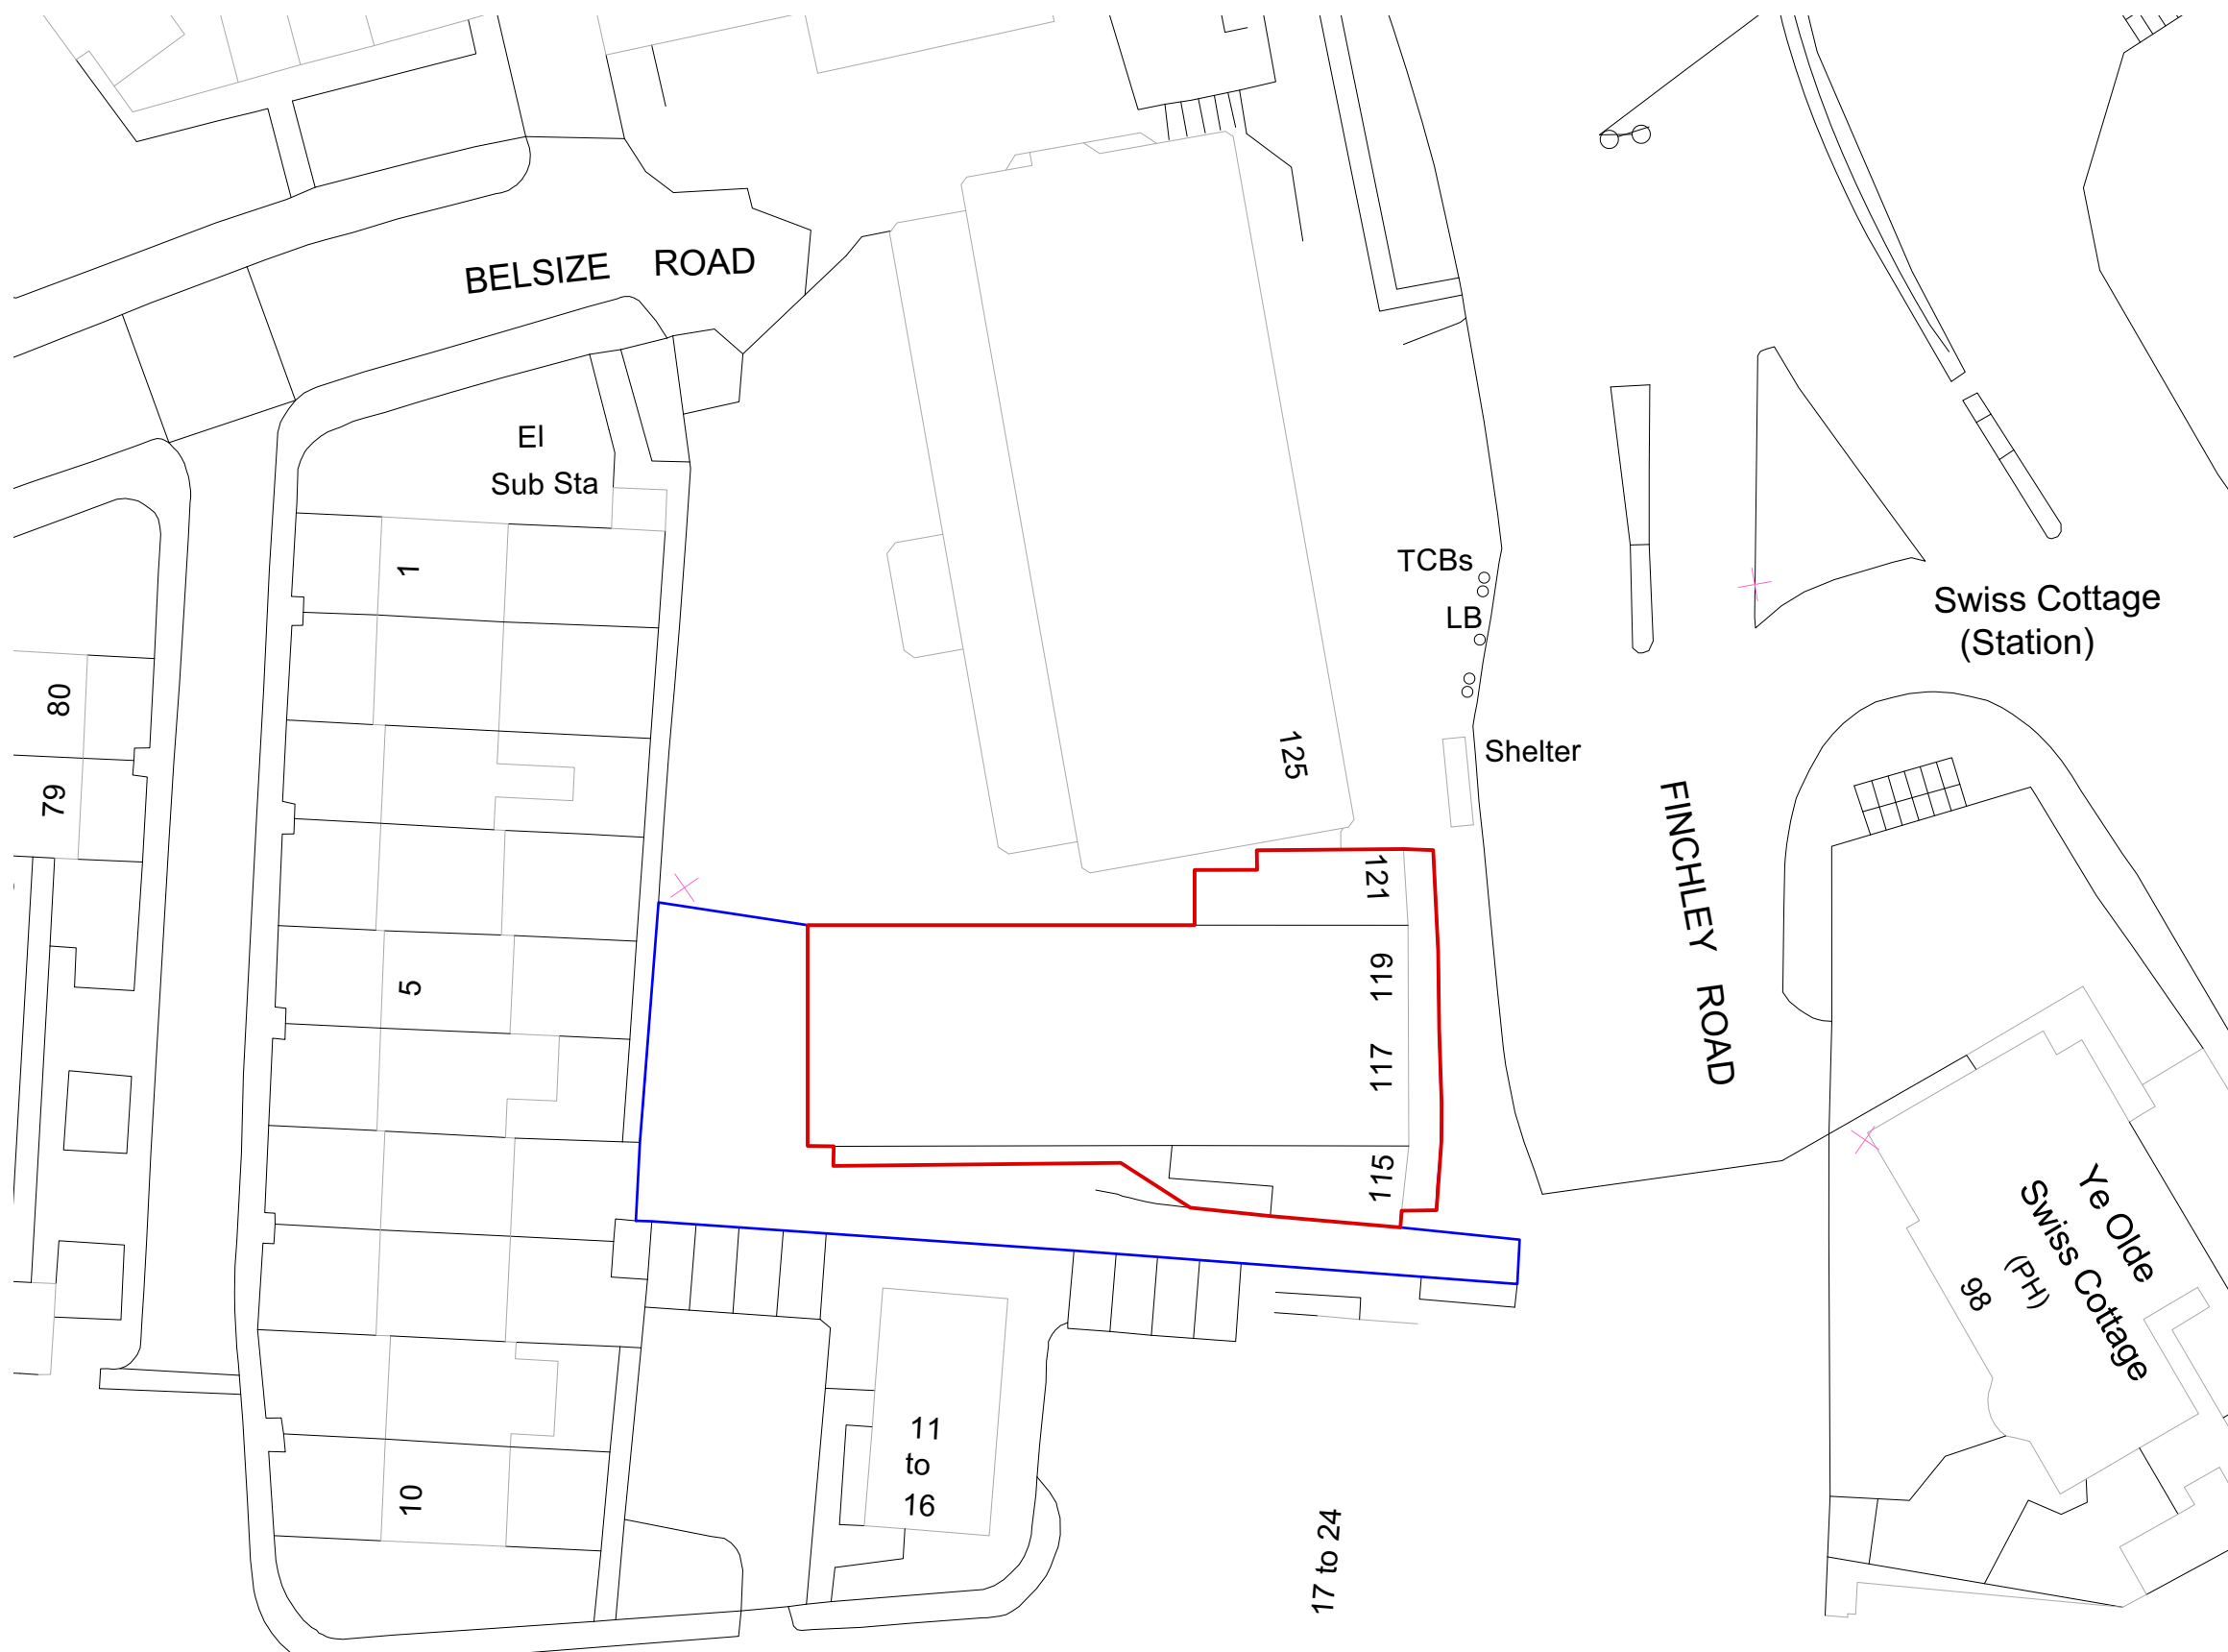 BELSIZE ROAD
El
Sub Sta
1
TCBs
LB
Swiss Cottage
(Station)
80
79
125
Shelter
FINCHLEY ROAD
121
119
117
115
5
Ye Olde
Swiss Cottage
(PH)
98
11
to
16
10
17 to 24